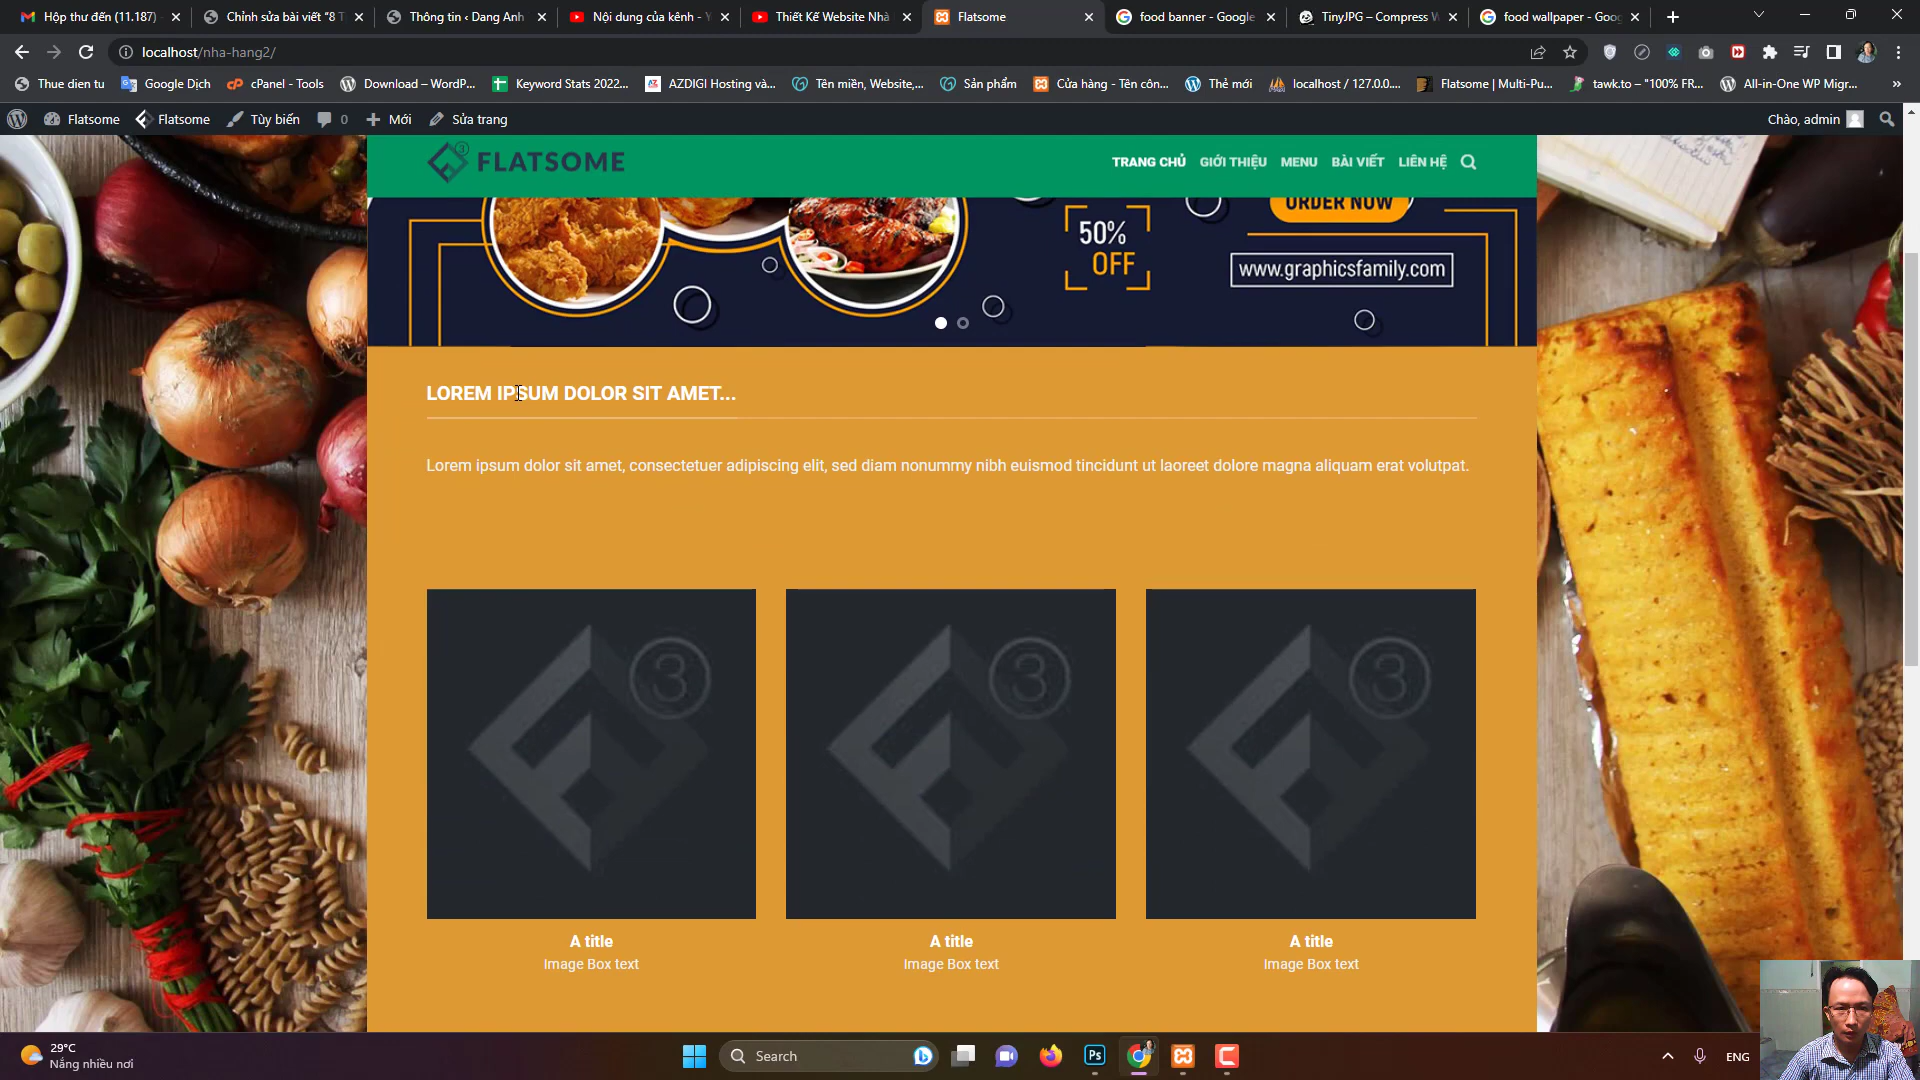 Hộp thư đến (11.187)
Chỉnh sửa bài viết “8 T
Thông tin ‹ Dang Anh
Nội dung của kênh - Y
Thiết Kế Website Nhà
Flatsome
food banner - Google
TinyJPG – Compress W
food wallpaper - Goog
localhost/nha-hang2/
Thue dien tu
Google Dịch
cPanel - Tools
Download – WordP...
Keyword Stats 2022...
AZDIGI Hosting và...
Tên miền, Website,...
Sản phẩm
Cửa hàng - Tên côn...
Thẻ mới
localhost / 127.0.0....
Flatsome | Multi-Pu...
tawk.to – "100% FR...
All-in-One WP Migr...
»
Flatsome
Flatsome
Tùy biến
0
Mới
Sửa trang
Chào, admin
3 FLATSOME
TRANG CHỦ
GIỚI THIỆU
MENU
BÀI VIẾT
LIÊN HỆ
ORDER NOW
50%
OFF
www.graphicsfamily.com
LOREM IPSUM DOLOR SIT AMET...
Lorem ipsum dolor sit amet, consectetuer adipiscing elit, sed diam nonummy nibh euismod tincidunt ut laoreet dolore magna aliquam erat volutpat.
3
3
3
A title
Image Box text
A title
Image Box text
A title
Image Box text
29°C
Nắng nhiều nơi
Search
Ps
ENG